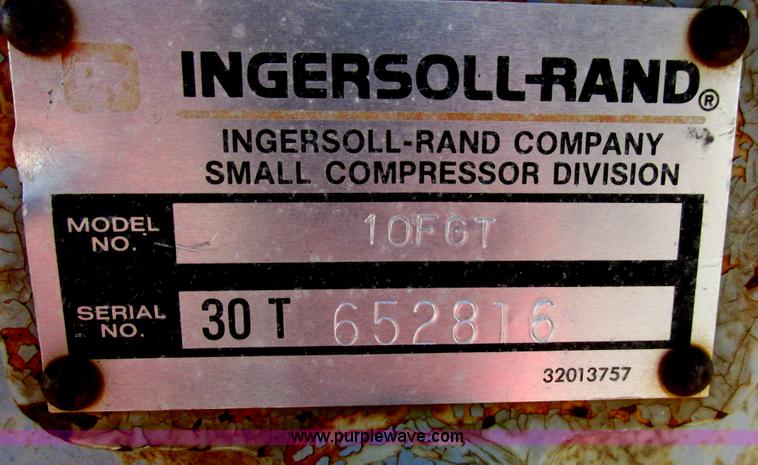 IR
INGERSOLL-RAND®
®
INGERSOLL-RAND COMPANY
SMALL COMPRESSOR DIVISION
MODEL NO. 10FGT
SERIAL NO. 30 T 652816
32013757
www.purplewave.com